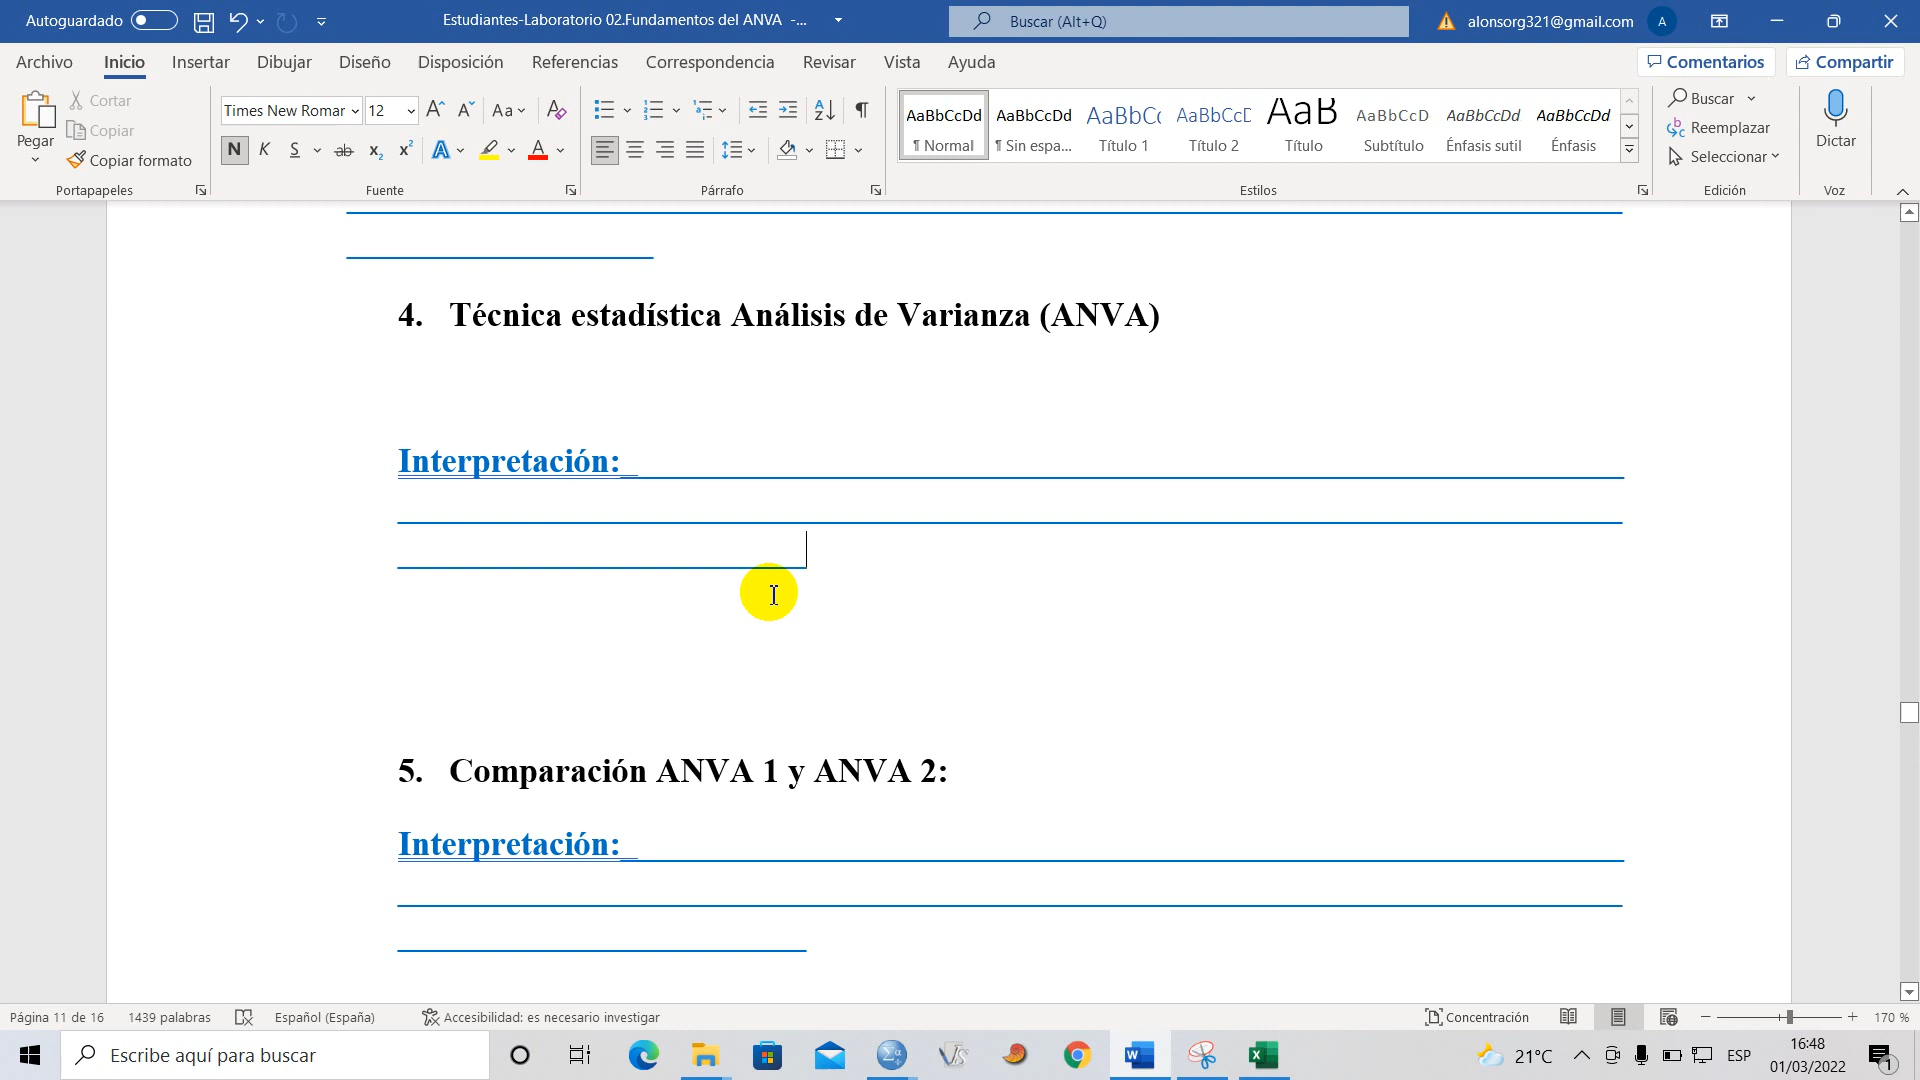 Autoguardado
Estudiantes-Laboratorio 02.Fundamentos del ANVA -...
Buscar (Alt+Q)
alonsorg321@gmail.com
A
Archivo Inicio Insertar Dibujar Diseño Disposición Referencias Correspondencia Revisar Vista Ayuda
Comentarios
Compartir
Pegar
Cortar
Copiar
Copiar formato
Portapapeles
Times New Romar
12
Aa
N K S ab x₂ x² A A
Fuente
Párrafo
AaBbCcDd
¶ Normal
AaBbCcDd
¶ Sin espa...
AaBbCc
Título 1
AaBbCcD
Título 2
AaB
Título
AaBbCcD
Subtítulo
AaBbCcDd
Énfasis sutil
AaBbCcDd
Énfasis
Estilos
Buscar
Reemplazar
Seleccionar
Edición
Dictar
Voz
4. Técnica estadística Análisis de Varianza (ANVA)
Interpretación:
5. Comparación ANVA 1 y ANVA 2:
Interpretación:
Página 11 de 16
1439 palabras
Español (España)
Accesibilidad: es necesario investigar
Concentración
170 %
Escribe aquí para buscar
21°C
ESP
16:48
01/03/2022
1